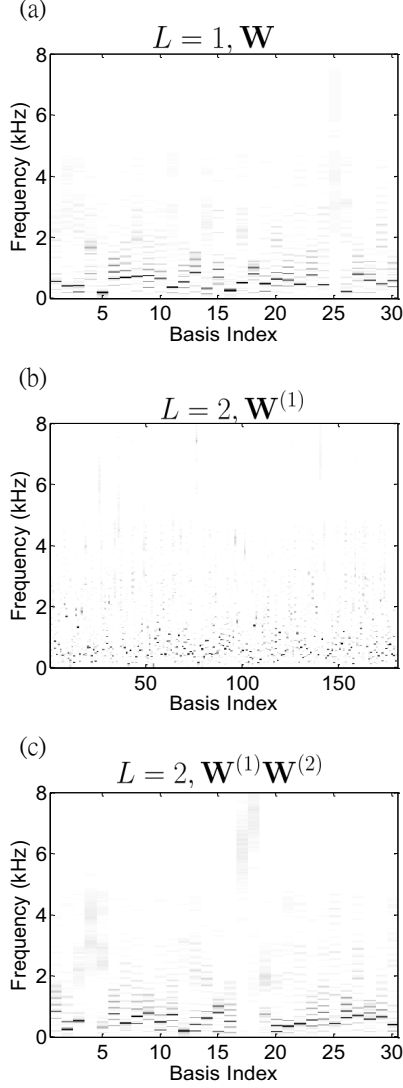 (a)
L = 1, W
Frequency (kHz)
8
6
4
2
0
5 10 15 20 25 30
Basis Index
(b)
L = 2, W⁽¹⁾
Frequency (kHz)
8
6
4
2
0
50 100 150
Basis Index
(c)
L = 2, W⁽¹⁾W⁽²⁾
Frequency (kHz)
8
6
4
2
0
5 10 15 20 25 30
Basis Index